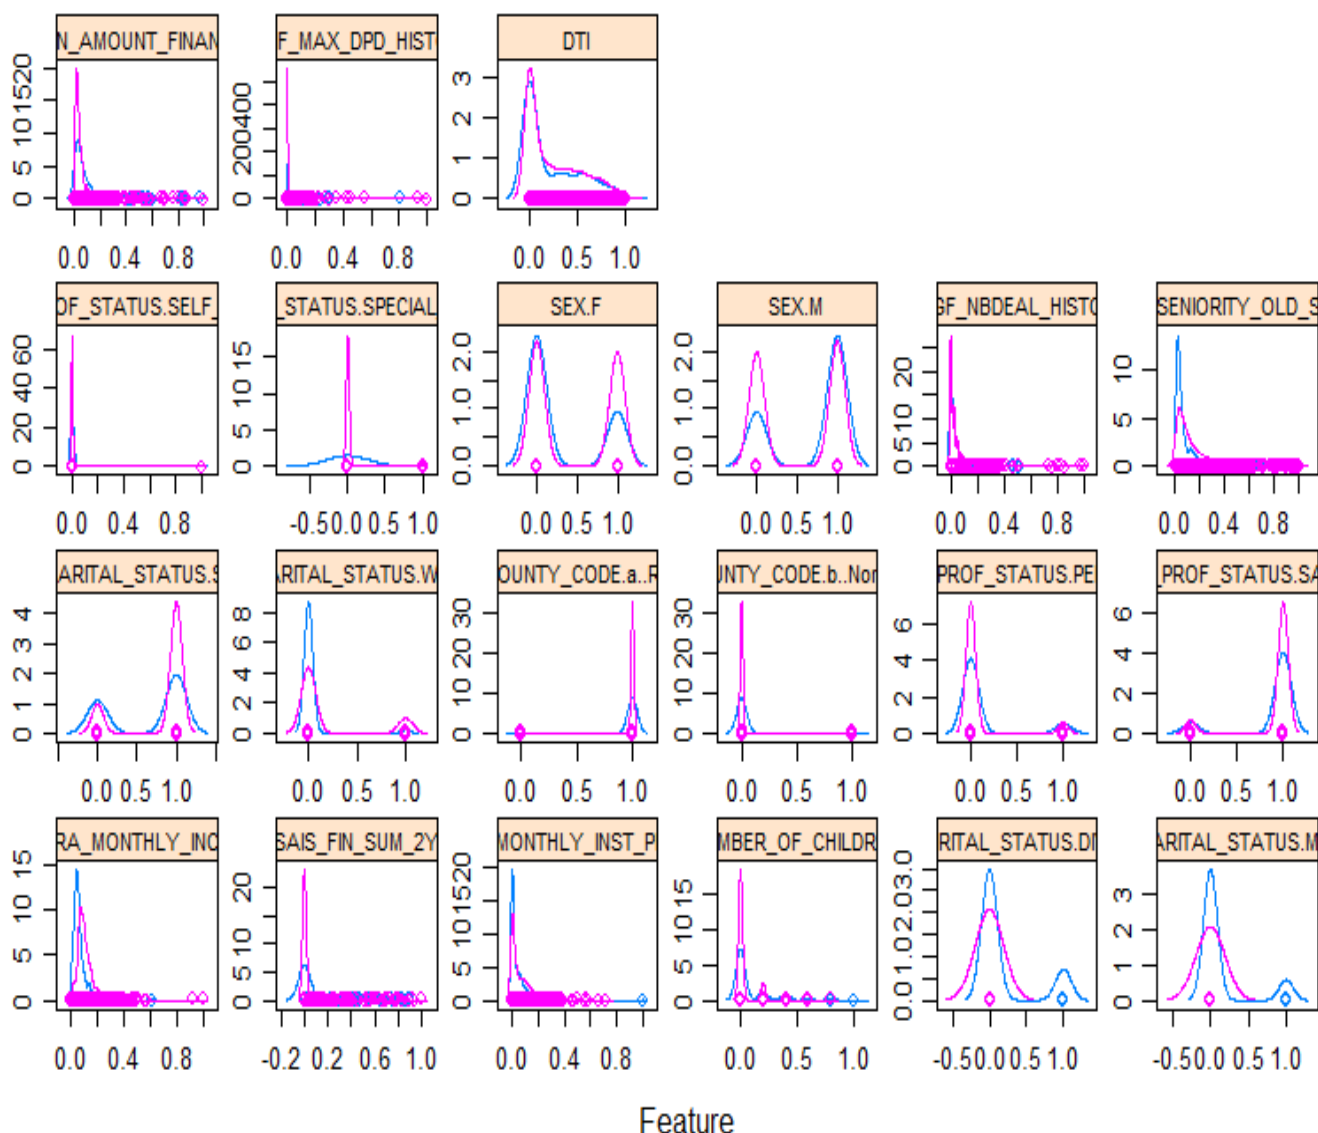 N_AMOUNT_FINAN F_MAX_DPD_HIST DTI
0 5 10 15 20
0 200 400
0 1 2 3
0.0 0.4 0.8 0.0 0.4 0.8 0.0 0.5 1.0
OF_STATUS.SELF_ _STATUS.SPECIAL SEX.F SEX.M GF_NBDEAL_HISTO SENIORITY_OLD_S
0 20 40 60
0 5 10 15
0.0 1.0 2.0
0.0 1.0 2.0
0 5 10 20
0 5 10
0.0 0.4 0.8 -0.5 0.0 0.5 1.0 0.0 0.5 1.0 0.0 0.5 1.0 0.0 0.4 0.8 0.0 0.4 0.8
ARITAL_STATUS.S ARITAL_STATUS.W OUNTY_CODE.a..R UNTY_CODE.b..Nor PROF_STATUS.PE _PROF_STATUS.SA
0 1 2 3 4
0 2 4 6 8
0 10 20 30
0 10 20 30
0 2 4 6
0 2 4 6
0.0 0.5 1.0 0.0 0.5 1.0 0.0 0.4 0.8 0.0 0.4 0.8 0.0 0.5 1.0 0.0 0.5 1.0
RA_MONTHLY_INC SAIS_FIN_SUM_2Y MONTHLY_INST_P MBER_OF_CHILDR RITAL_STATUS.DI ARITAL_STATUS.M
0 5 10 15
0 5 10 20
0 5 10 15 20
0 5 10 15
0.0 1.0 2.0 3.0
0 1 2 3
0.0 0.4 0.8 -0.2 0.2 0.6 1.0 0.0 0.4 0.8 0.0 0.5 1.0 -0.5 0.0 0.5 1.0 -0.5 0.0 0.5 1.0
Feature